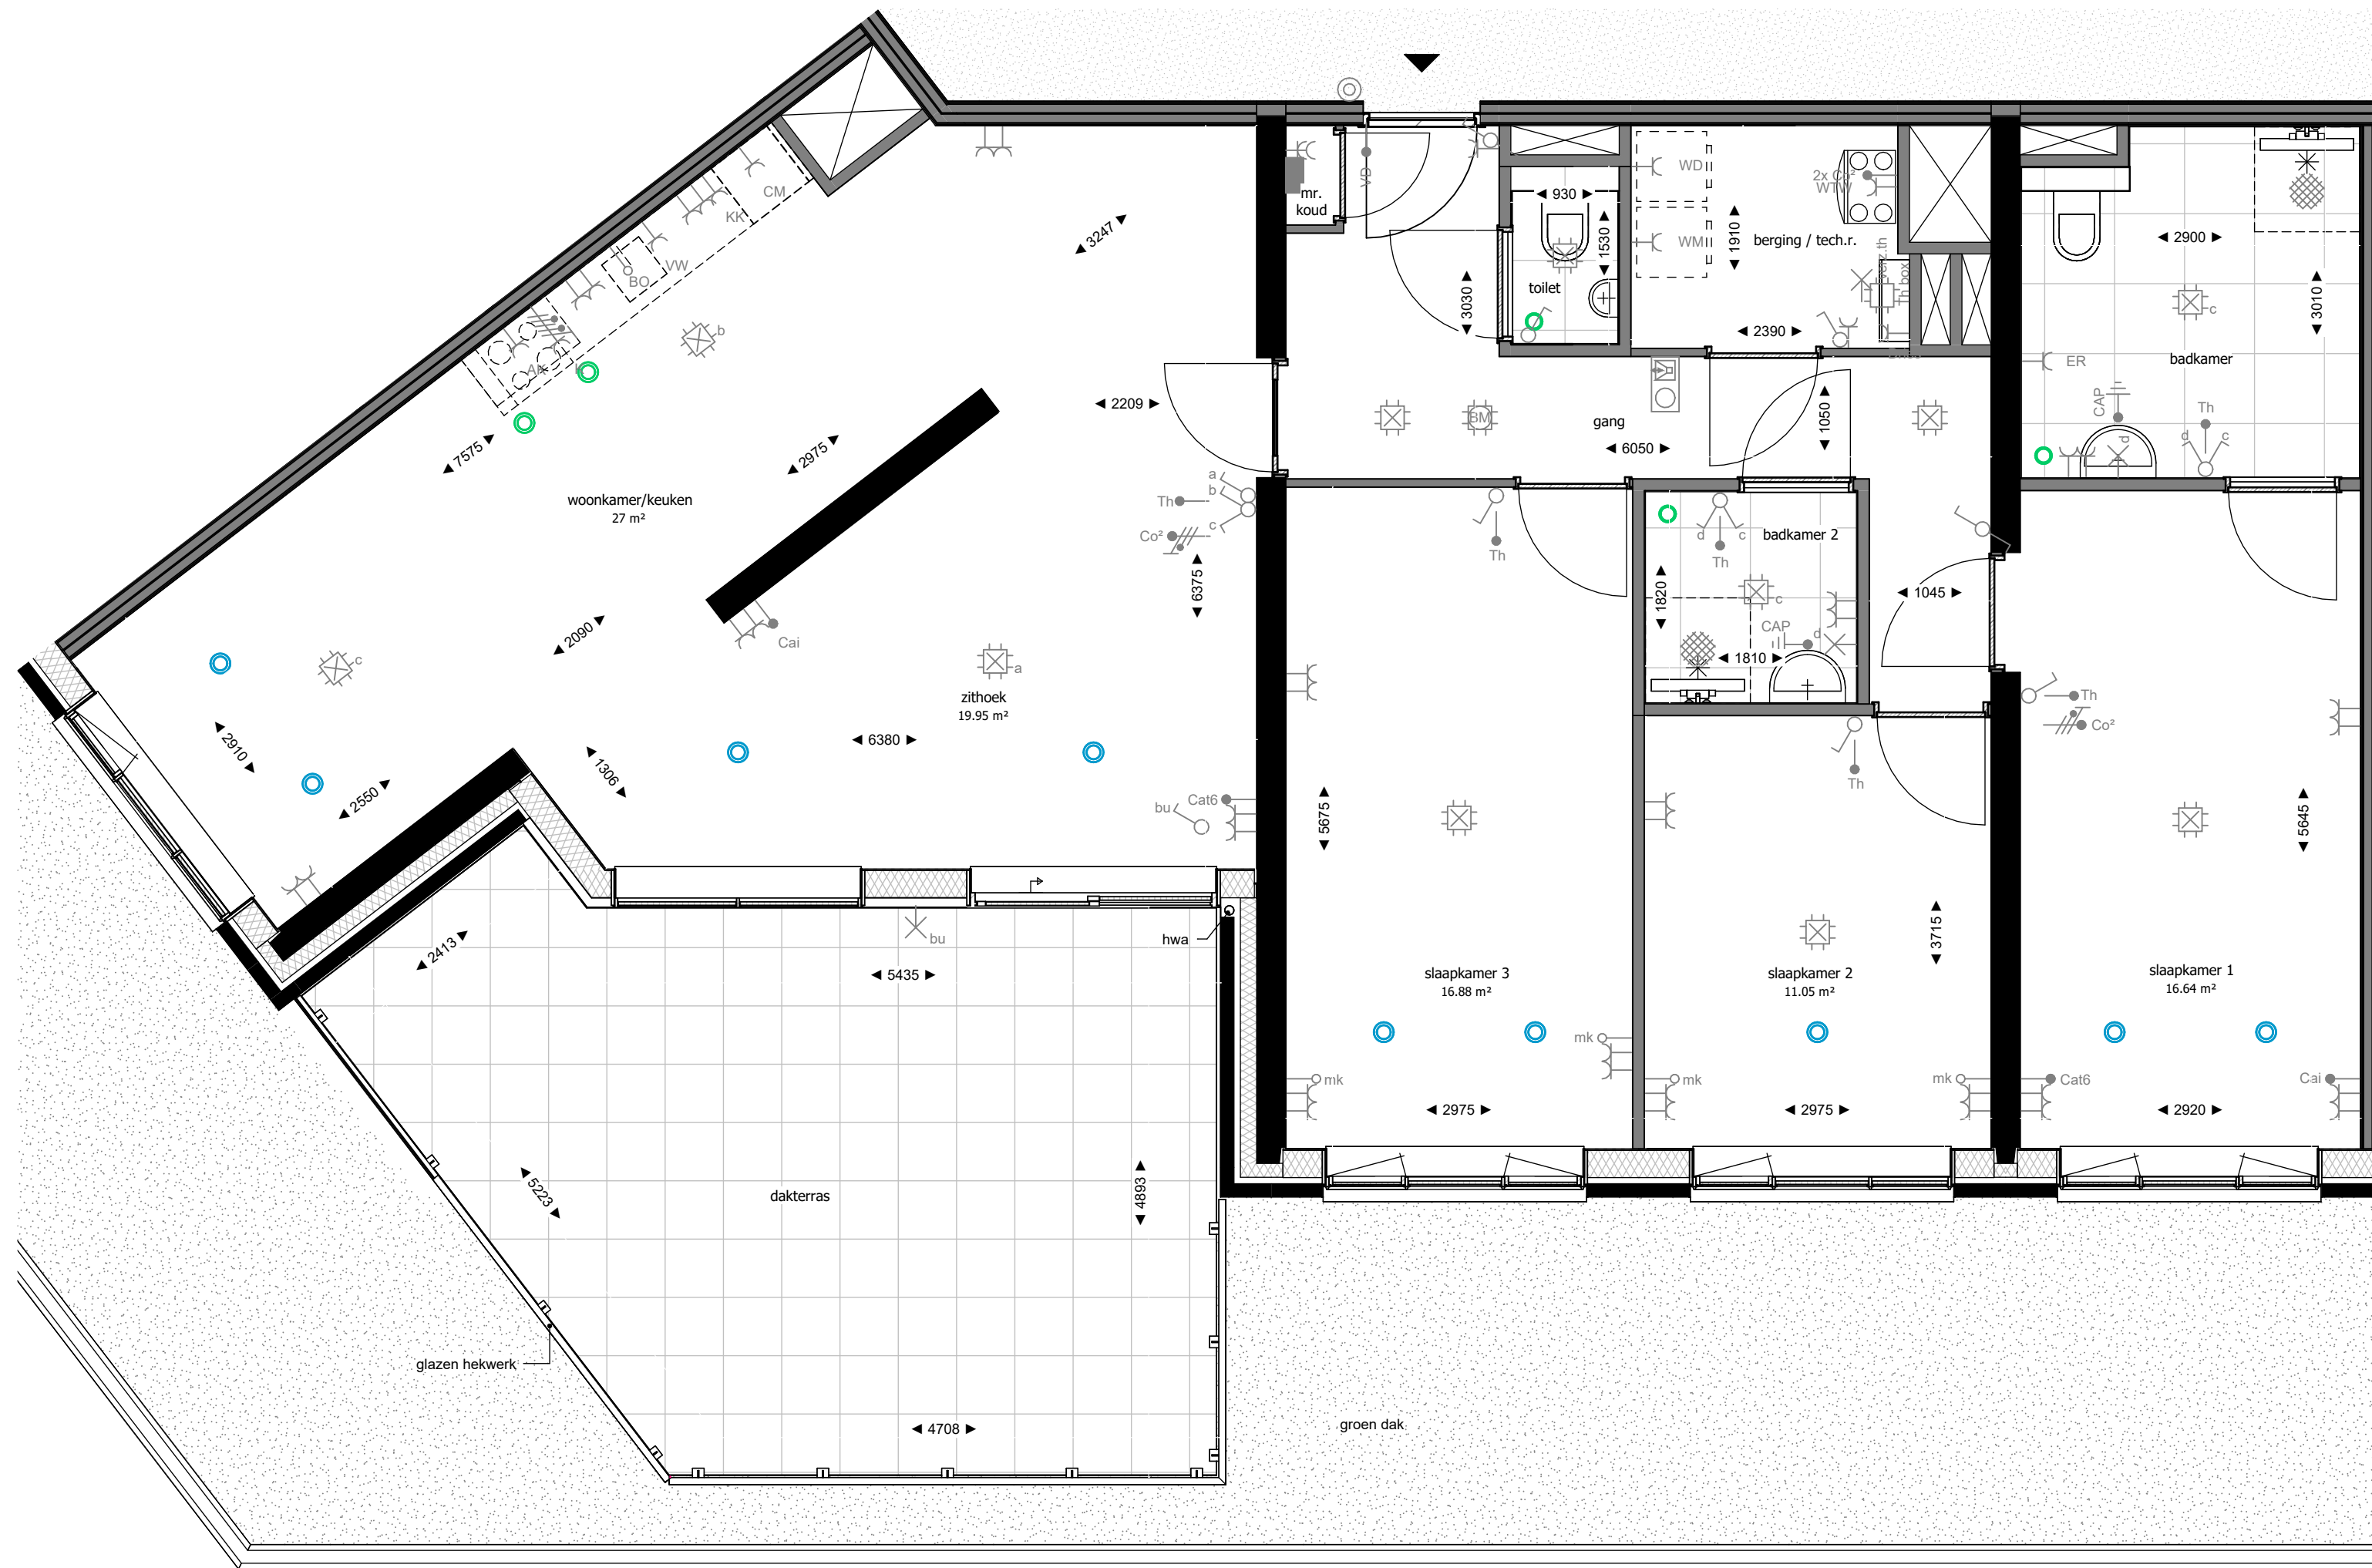 CM
KK
VW
BO
AK
K
b
3247
7575
2975
2209
woonkamer/keuken
27 m²
a
b
c
Th
Co²
6375
Cai
2090
c
a
zithoek
19.95 m²
2910
2550
1306
6380
Cat6
bu
bu
hwa
2413
5435
5223
4893
dakterras
glazen hekwerk
4708
groen dak
mr.
koud
VD
930
1530
toilet
3030
WD
WM
1910
2x Co²
WTW
berging / tech.r.
2390
BM
gang
6050
1050
2900
3010
badkamer
c
ER
CAP
d
Th
d
c
Th
d
c
Th
badkamer 2
1820
c
CAP
d
1810
1045
Th
Co²
Th
5675
3715
5645
slaapkamer 3
16.88 m²
slaapkamer 2
11.05 m²
slaapkamer 1
16.64 m²
mk
mk
mk
mk
Cat6
Cai
2975
2975
2920